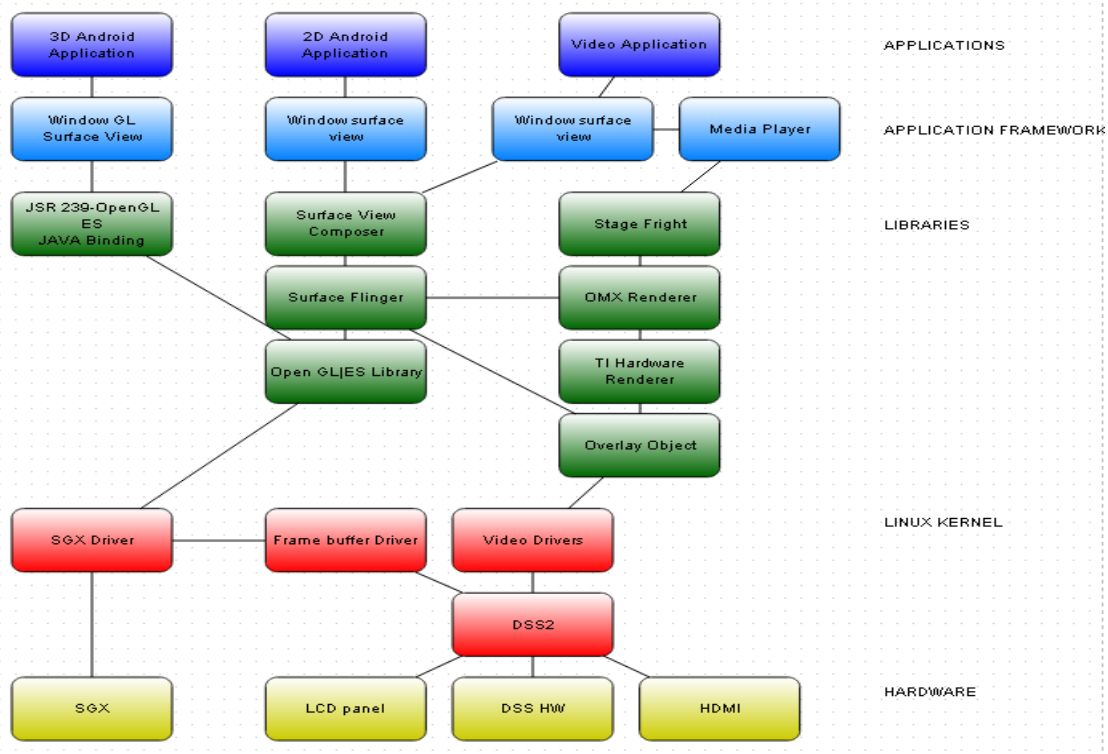 3D Android
Application
2D Android
Application
Video Application
APPLICATIONS
Window GL
Surface View
Window surface
view
Window surface
view
Media Player
APPLICATION FRAMEWORK
JSR 239-OpenGL
ES
JAVA Binding
Surface View
Composer
Stage Fright
LIBRARIES
Surface Flinger
OMX Renderer
Open GL|ES Library
TI Hardware
Renderer
Overlay Object
LINUX KERNEL
SGX Driver
Frame buffer Driver
Video Drivers
DSS2
HARDWARE
SGX
LCD panel
DSS HW
HDMI